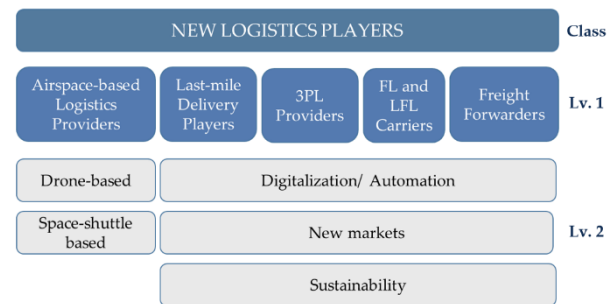 NEW LOGISTICS PLAYERS
Class
Airspace-based
Logistics
Providers
Last-mile
Delivery
Players
3PL
Providers
FL and
LFL
Carriers
Freight
Forwarders
Lv. 1
Drone-based
Digitalization/ Automation
Space-shuttle
based
New markets
Lv. 2
Sustainability